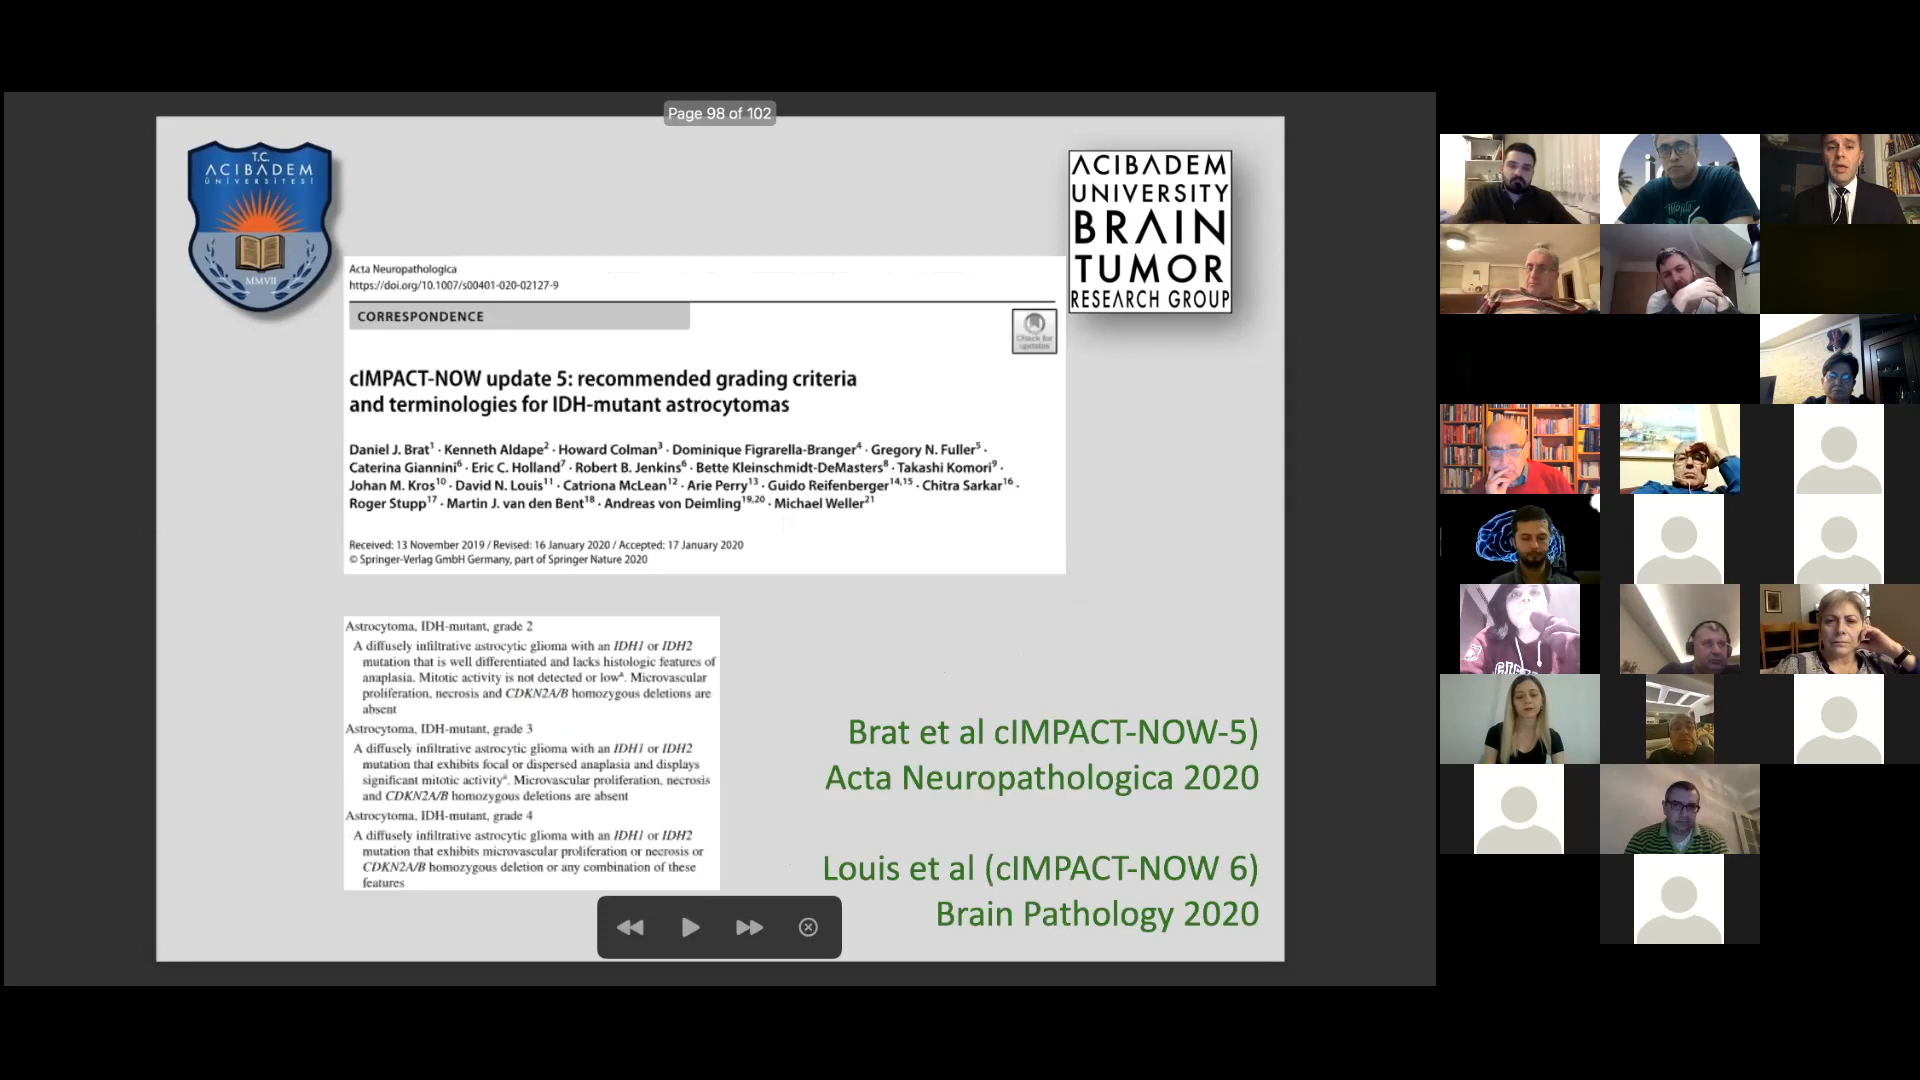 Page 98 of 102
T.C.
ACIBADEM
ÜNİVERSİTESİ
MMVII
ACIBADEM
UNIVERSITY
BRAIN
TUMOR
RESEARCH GROUP
Acta Neuropathologica
https://doi.org/10.1007/s00401-020-02127-9
CORRESPONDENCE
Check for
updates
cIMPACT-NOW update 5: recommended grading criteria
and terminologies for IDH-mutant astrocytomas
Daniel J. Brat1 · Kenneth Aldape2 · Howard Colman3 · Dominique Figrarella-Branger4 · Gregory N. Fuller5 ·
Caterina Giannini6 · Eric C. Holland7 · Robert B. Jenkins6 · Bette Kleinschmidt-DeMasters8 · Takashi Komori9 ·
Johan M. Kros10 · David N. Louis11 · Catriona McLean12 · Arie Perry13 · Guido Reifenberger14,15 · Chitra Sarkar16 ·
Roger Stupp17 · Martin J. van den Bent18 · Andreas von Deimling19,20 · Michael Weller21
Received: 13 November 2019 / Revised: 16 January 2020 / Accepted: 17 January 2020
© Springer-Verlag GmbH Germany, part of Springer Nature 2020
Astrocytoma, IDH-mutant, grade 2
A diffusely infiltrative astrocytic glioma with an IDH1 or IDH2
mutation that is well differentiated and lacks histologic features of
anaplasia. Mitotic activity is not detected or lowa. Microvascular
proliferation, necrosis and CDKN2A/B homozygous deletions are
absent
Astrocytoma, IDH-mutant, grade 3
A diffusely infiltrative astrocytic glioma with an IDH1 or IDH2
mutation that exhibits focal or dispersed anaplasia and displays
significant mitotic activitya. Microvascular proliferation, necrosis
and CDKN2A/B homozygous deletions are absent
Astrocytoma, IDH-mutant, grade 4
A diffusely infiltrative astrocytic glioma with an IDH1 or IDH2
mutation that exhibits microvascular proliferation or necrosis or
CDKN2A/B homozygous deletion or any combination of these
features
Brat et al cIMPACT-NOW-5)
Acta Neuropathologica 2020
Louis et al (cIMPACT-NOW 6)
Brain Pathology 2020